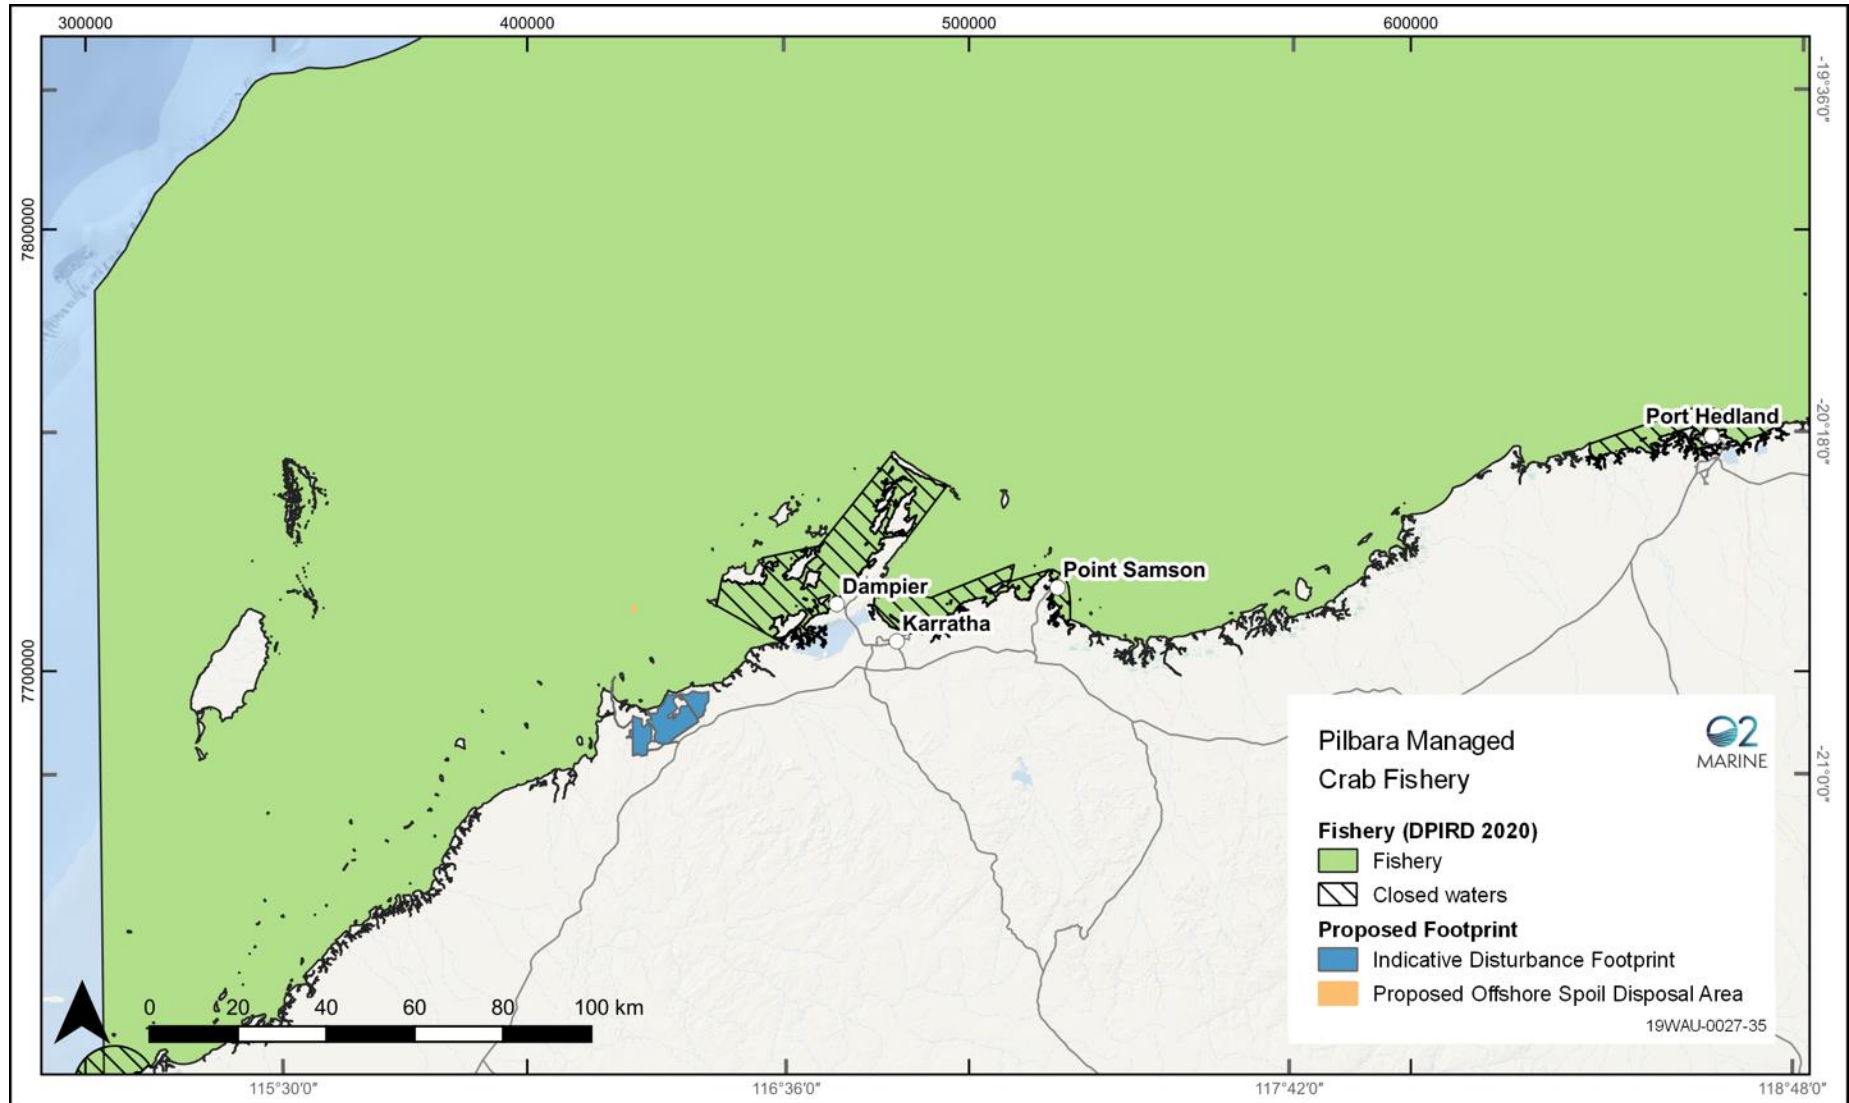 300000 400000 500000 600000
-19°36'0"
7800000
Port Hedland
-20°18'0"
Point Samson
Dampier
Karratha
7700000
Pilbara Managed
Crab Fishery
O2
MARINE
-21°0'0"
Fishery (DPIRD 2020)
Fishery
Closed waters
Proposed Footprint
Indicative Disturbance Footprint
Proposed Offshore Spoil Disposal Area
19WAU-0027-35
0 20 40 60 80 100 km
115°30'0" 116°36'0" 117°42'0" 118°48'0"